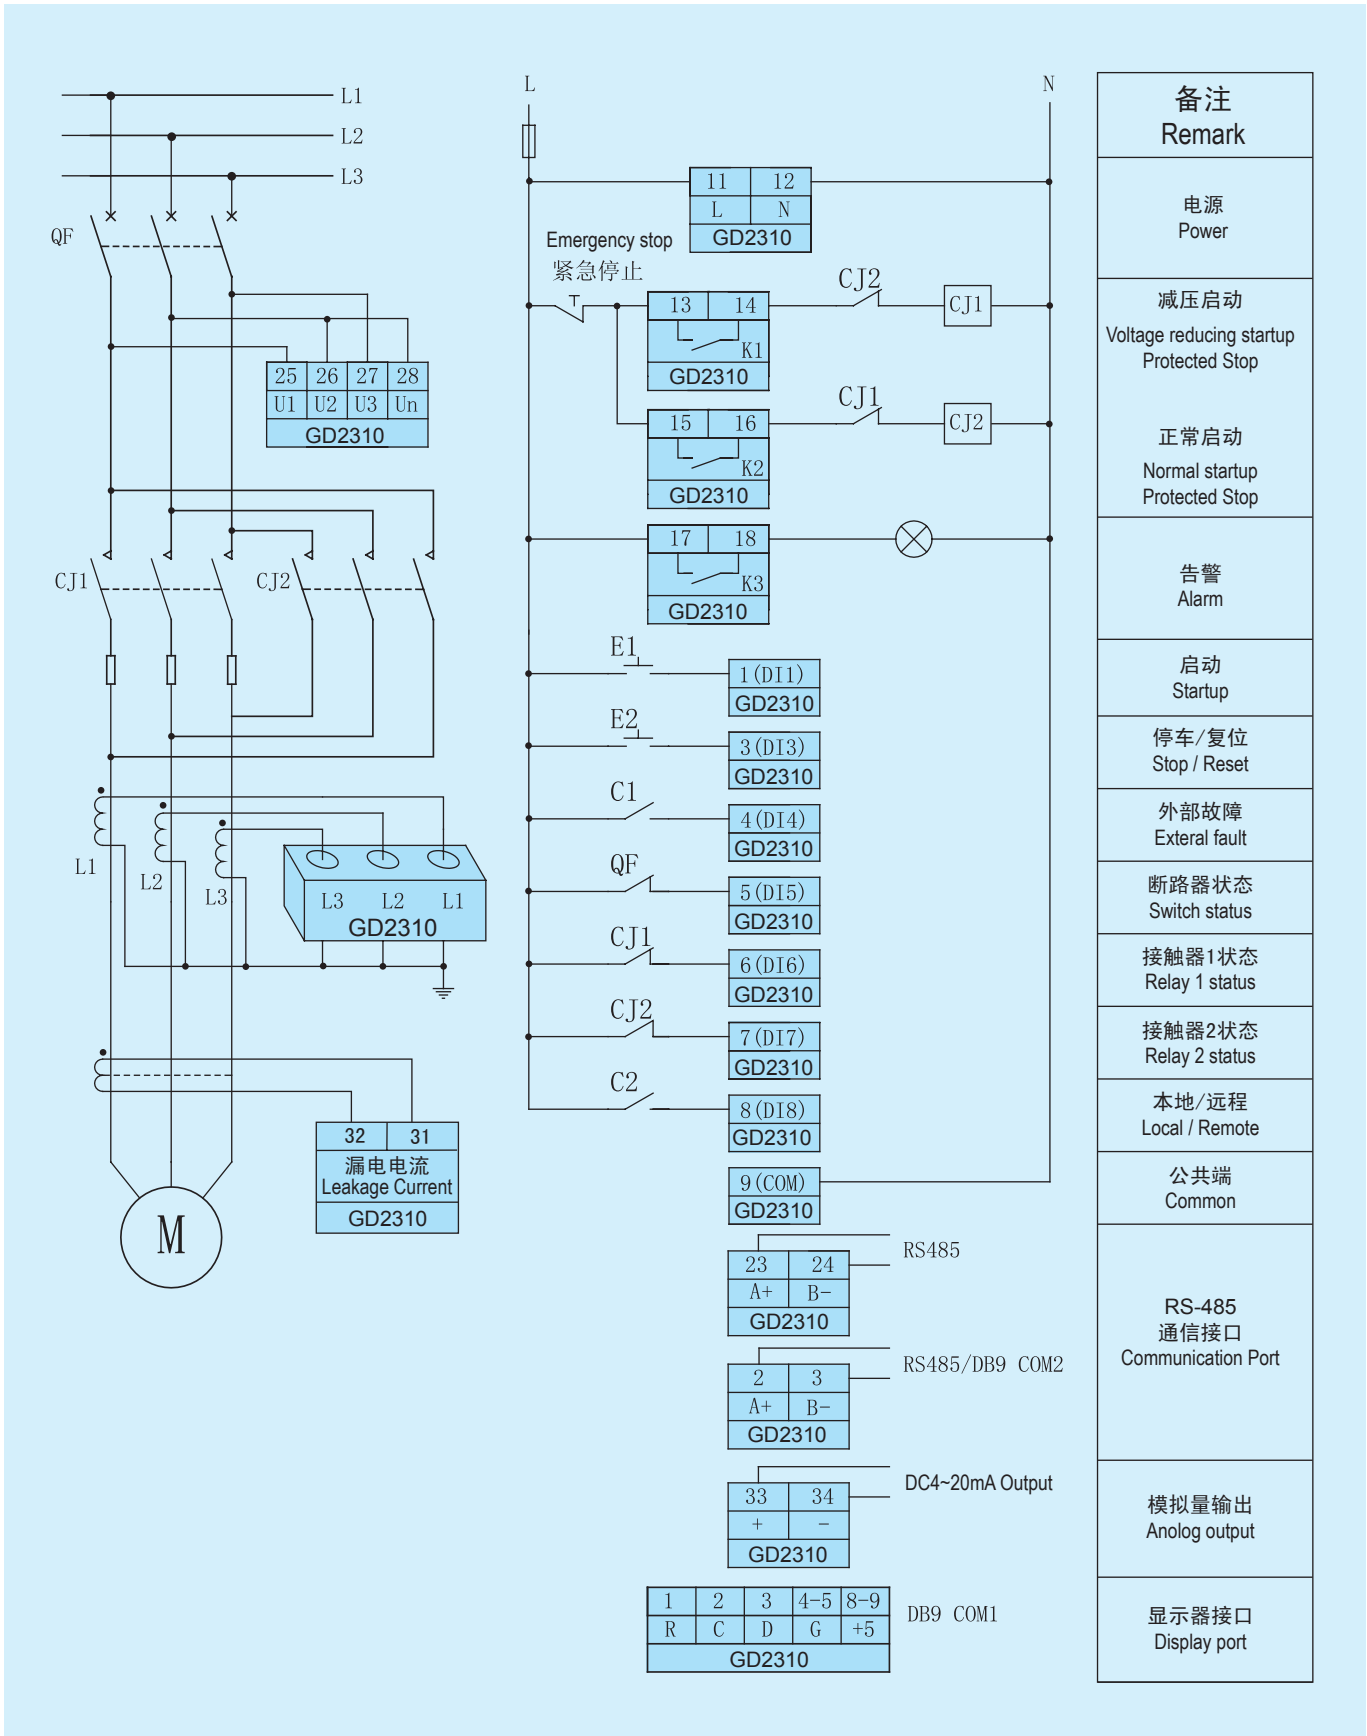 L1
L2
L3
QF
25 26 27 28
U1 U2 U3 Un
GD2310
CJ1
CJ2
L1
L2
L3
L3 L2 L1
GD2310
32 31
漏电电流
Leakage Current
GD2310
M
L
N
11 12
L N
GD2310
Emergency stop
紧急停止
13 14
K1
GD2310
CJ2
CJ1
15 16
K2
GD2310
CJ1
CJ2
17 18
K3
GD2310
E1
1(DI1)
GD2310
E2
3(DI3)
GD2310
C1
4(DI4)
GD2310
QF
5(DI5)
GD2310
CJ1
6(DI6)
GD2310
CJ2
7(DI7)
GD2310
C2
8(DI8)
GD2310
9(COM)
GD2310
RS485
23 24
A+ B-
GD2310
RS485/DB9 COM2
2 3
A+ B-
GD2310
DC4~20mA Output
33 34
+ -
GD2310
1 2 3 4-5 8-9
R C D G +5
GD2310
DB9 COM1
备注
Remark
电源
Power
减压启动
Voltage reducing startup
Protected Stop
正常启动
Normal startup
Protected Stop
告警
Alarm
启动
Startup
停车/复位
Stop / Reset
外部故障
Exteral fault
断路器状态
Switch status
接触器1状态
Relay 1 status
接触器2状态
Relay 2 status
本地/远程
Local / Remote
公共端
Common
RS-485
通信接口
Communication Port
模拟量输出
Anolog output
显示器接口
Display port